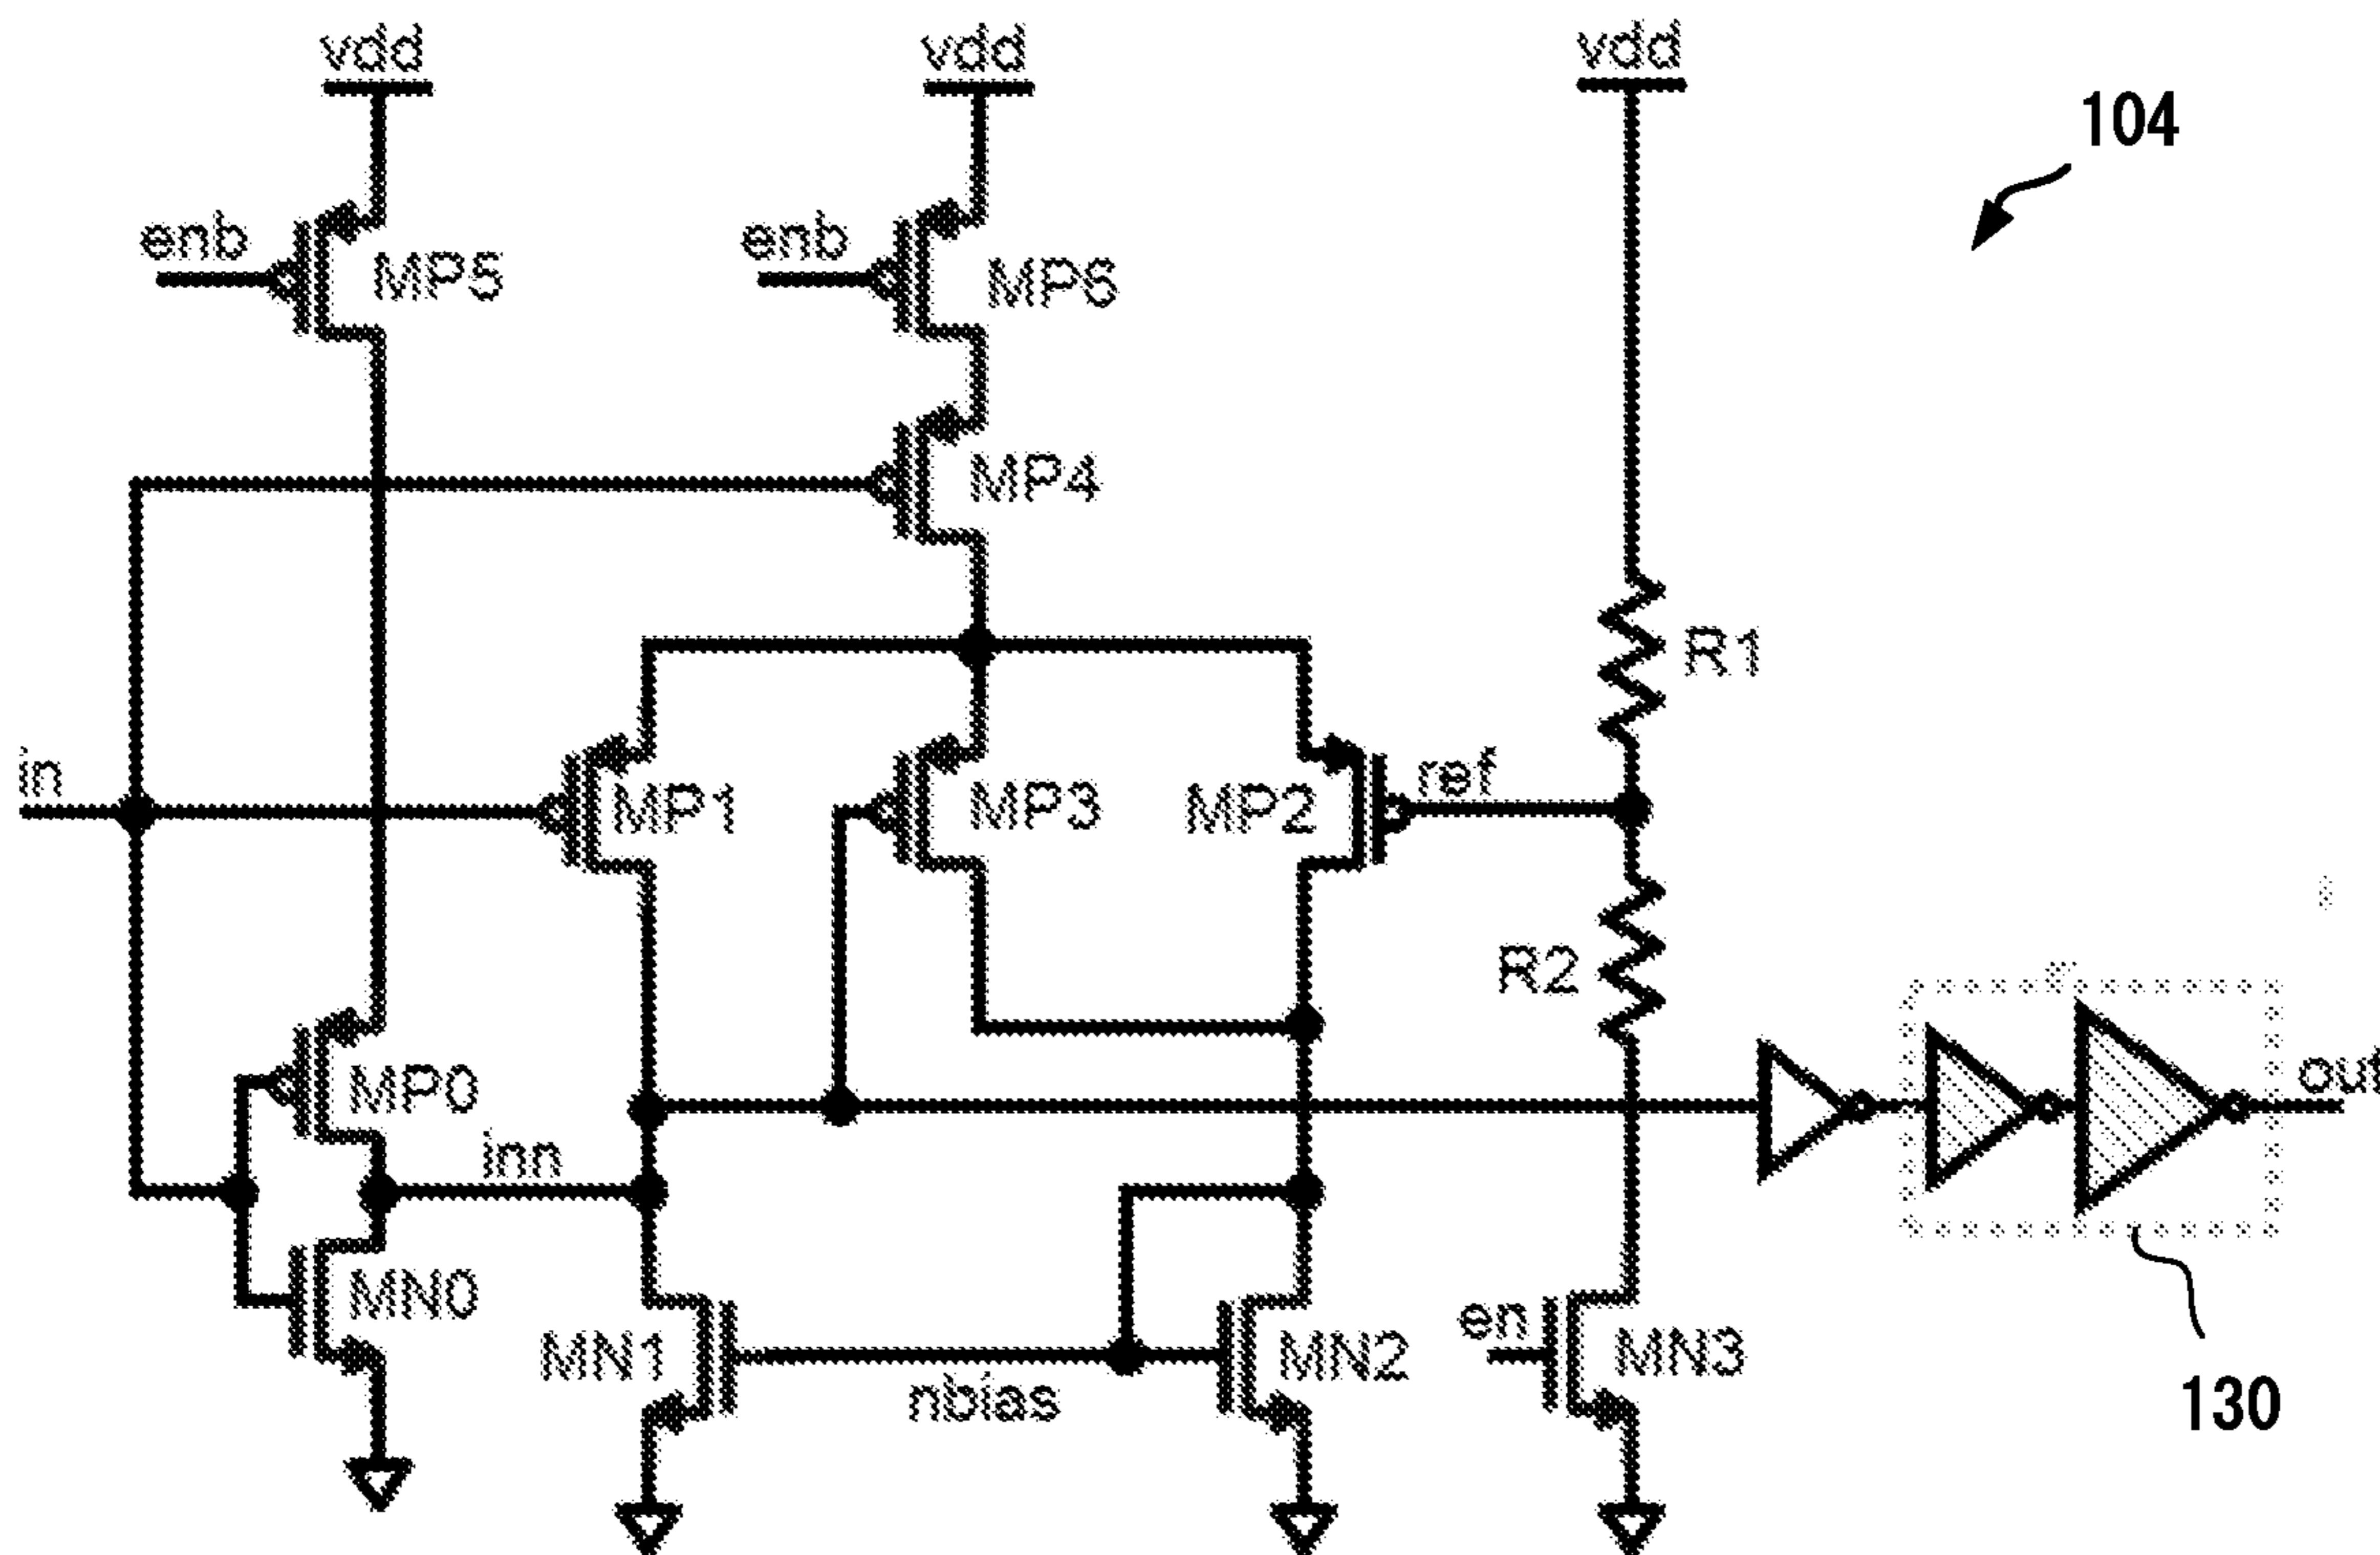 vdd
vdd
vdd
104
enb
MP5
enb
MP6
MP4
R1
in
MP1
MP3
MP2
ref
R2
MP0
inn
out
MN0
MN1
nbias
MN2
en
MN3
130